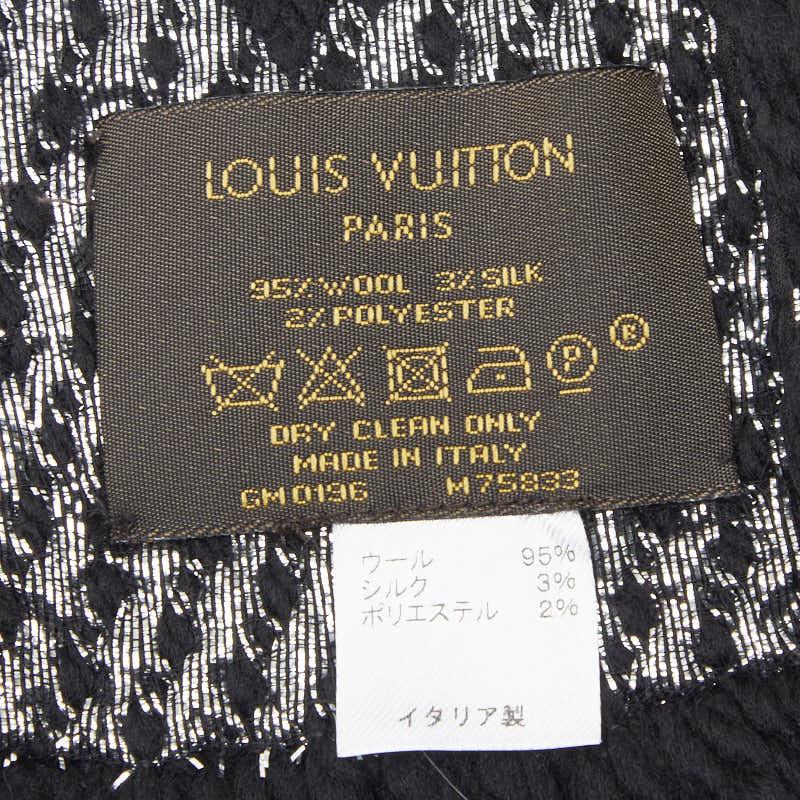 LOUIS VUITTON
PARIS
95% WOOL 3% SILK
2% POLYESTER
P ®
DRY CLEAN ONLY
MADE IN ITALY
GM0196 M75833
ウール 95%
シルク 3%
ポリエステル 2%
イタリア製